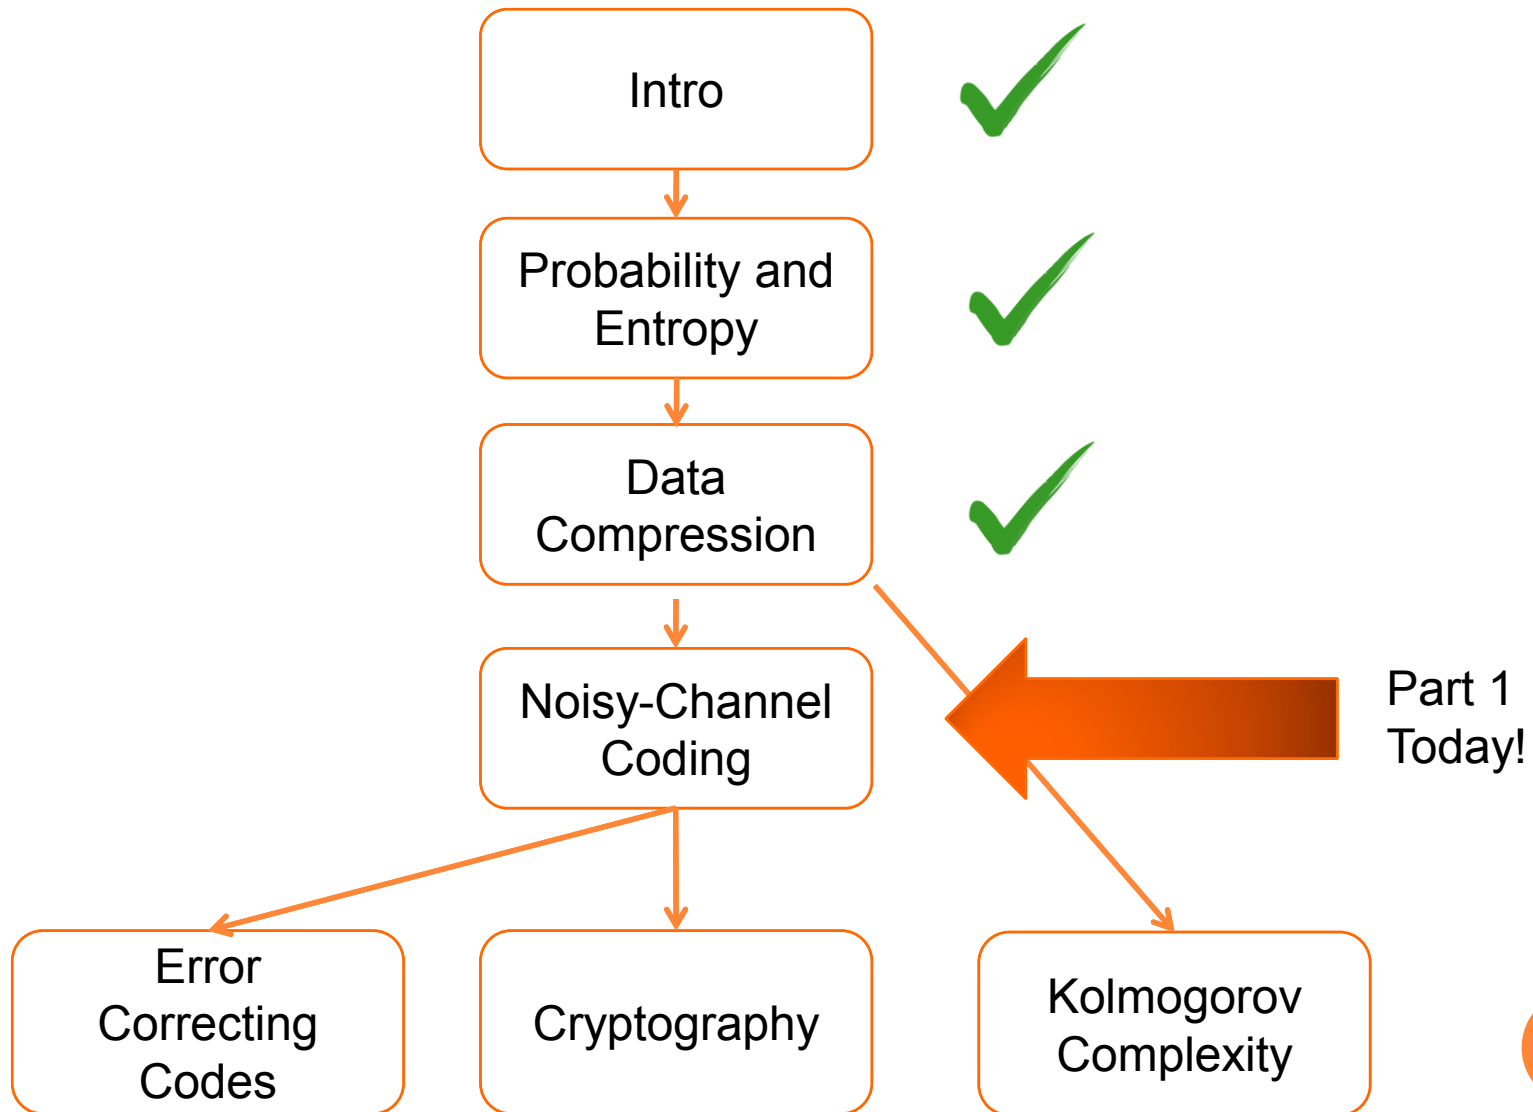 Intro
Probability and
Entropy
Data
Compression
Noisy-Channel
Coding
Part 1
Today!
Error
Correcting
Codes
Cryptography
Kolmogorov
Complexity